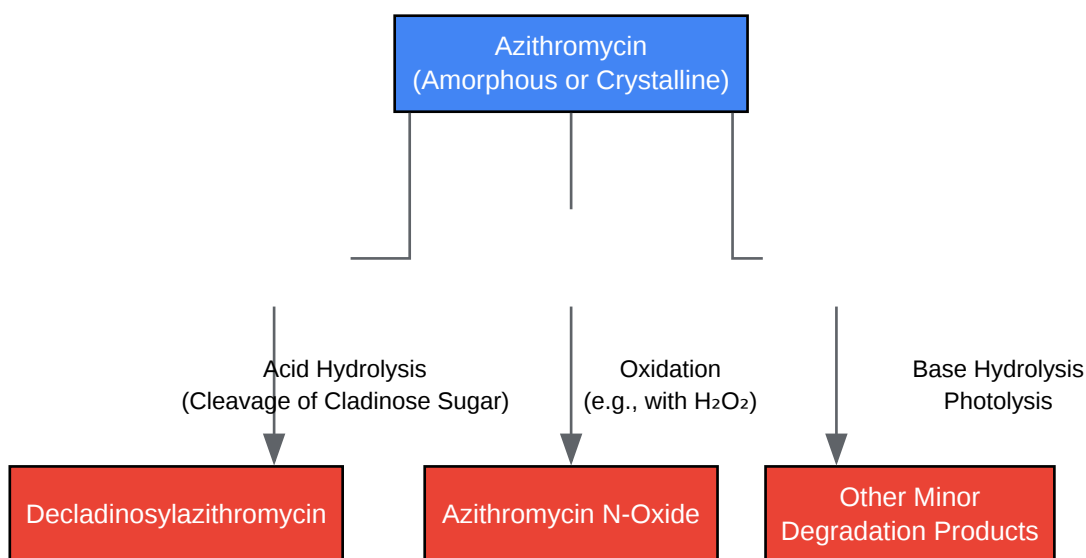 Azithromycin
(Amorphous or Crystalline)
Acid Hydrolysis
(Cleavage of Cladinose Sugar)
Oxidation
(e.g., with H₂O₂)
Base Hydrolysis
Photolysis
Decladinosylazithromycin
Azithromycin N-Oxide
Other Minor
Degradation Products